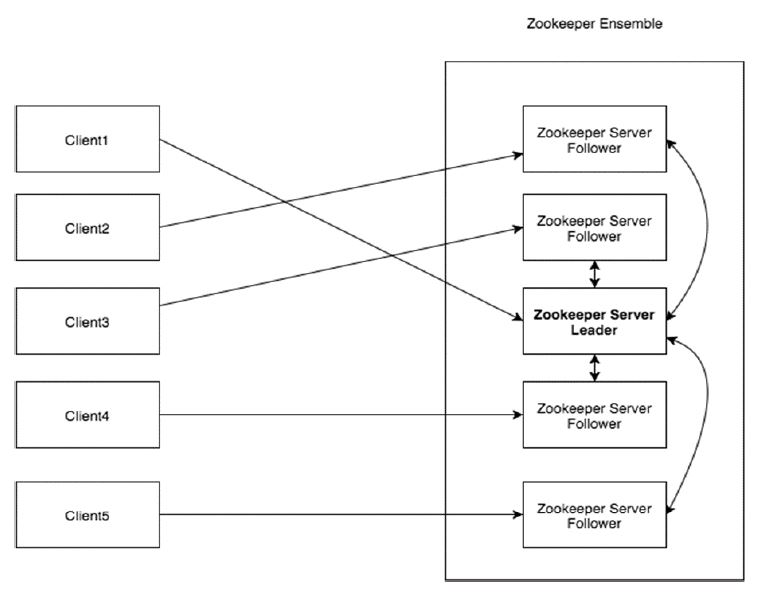 Zookeeper Ensemble
Client1
Client2
Client3
Client4
Client5
Zookeeper Server
Follower
Zookeeper Server
Follower
Zookeeper Server
Leader
Zookeeper Server
Follower
Zookeeper Server
Follower